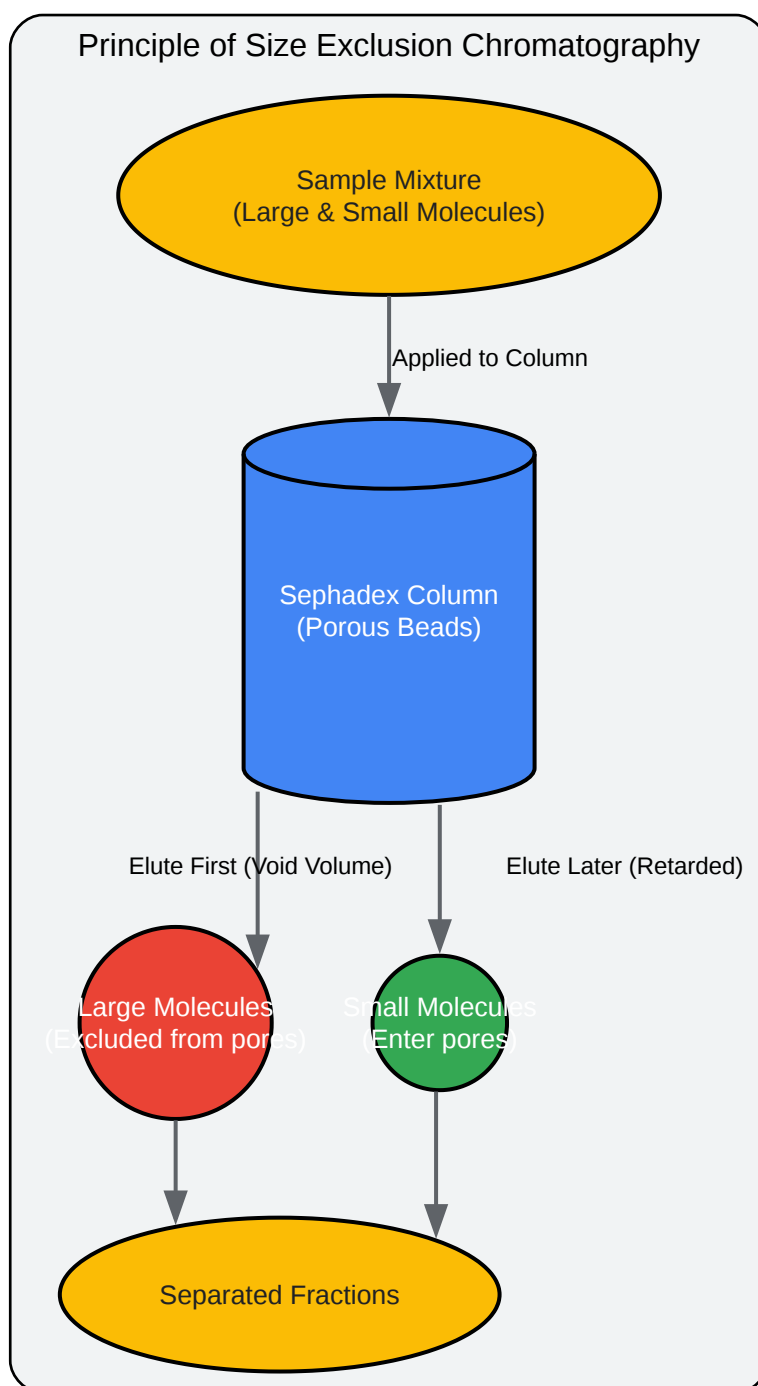 Principle of Size Exclusion Chromatography
Sample Mixture
(Large & Small Molecules)
Applied to Column
Sephadex Column
(Porous Beads)
Elute First (Void Volume)
Elute Later (Retarded)
Large Molecules
(Excluded from pores)
Small Molecules
(Enter pores)
Separated Fractions